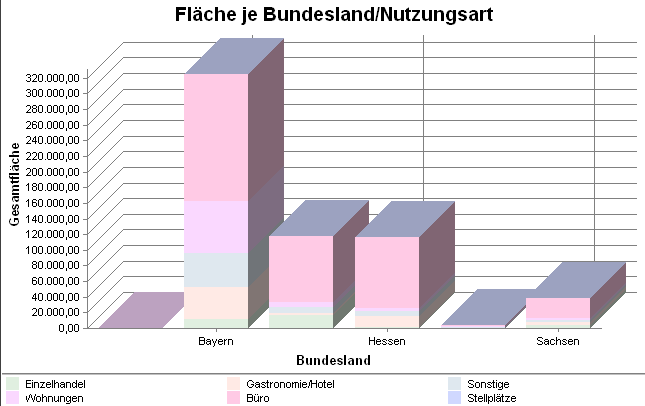 Fläche je Bundesland/Nutzungsart
Gesamtfläche
320.000,00
300.000,00
280.000,00
260.000,00
240.000,00
220.000,00
200.000,00
180.000,00
160.000,00
140.000,00
120.000,00
100.000,00
80.000,00
60.000,00
40.000,00
20.000,00
0,00
Bayern Hessen Sachsen
Bundesland
Einzelhandel Gastronomie/Hotel Sonstige
Wohnungen Büro Stellplätze